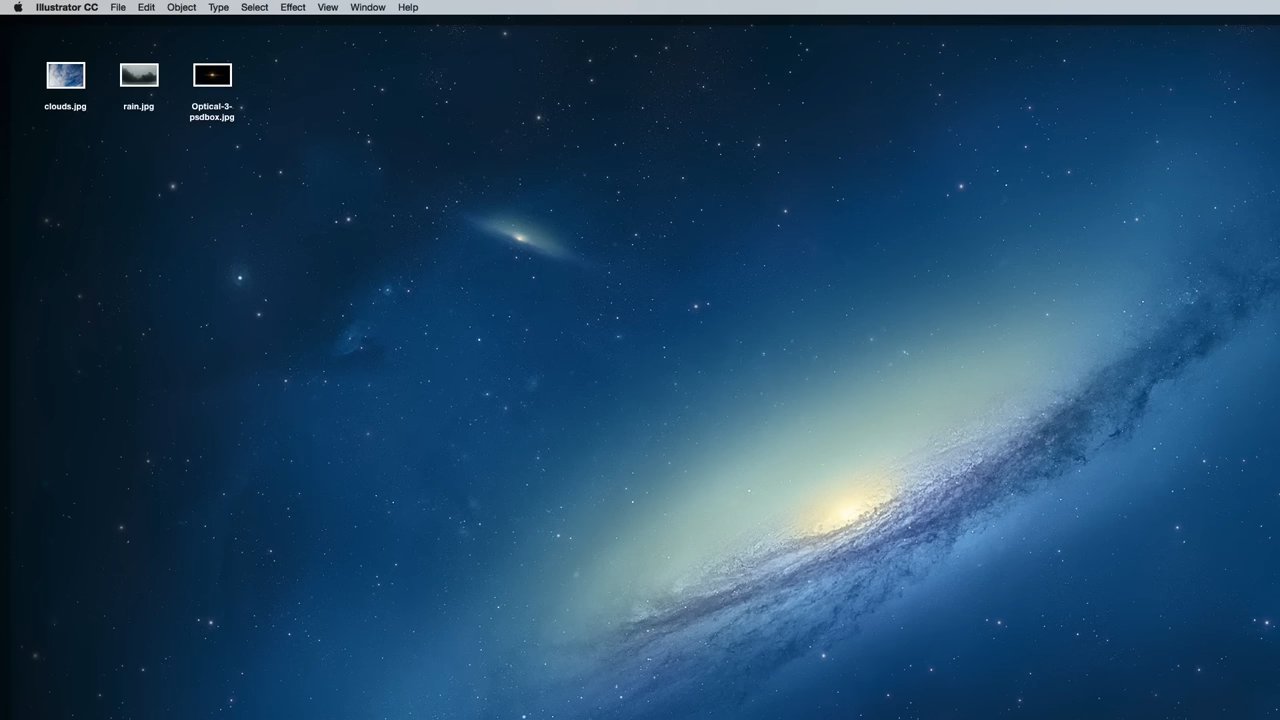 Illustrator CC File Edit Object Type Select Effect View Window Help
clouds.jpg
rain.jpg
Optical-3-
psdbox.jpg